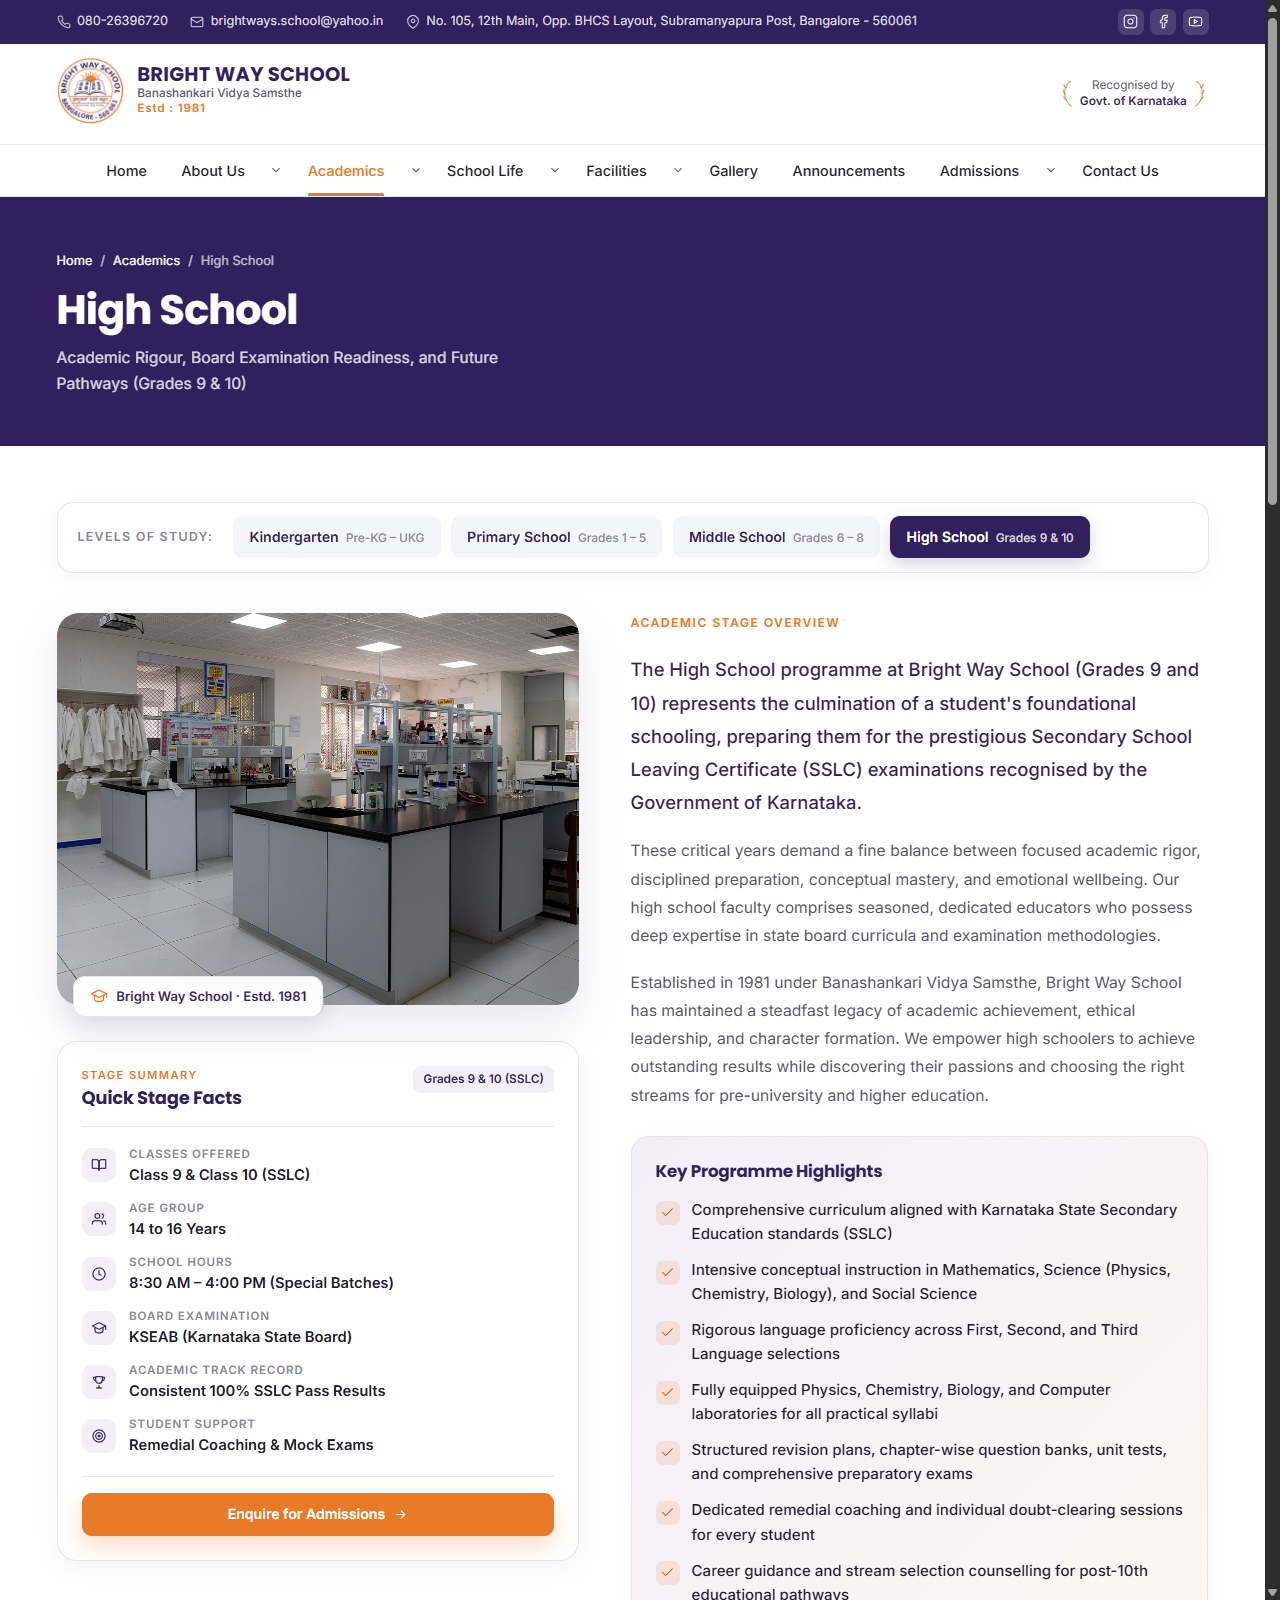 080-26396720
brightways.school@yahoo.in
No. 105, 12th Main, Opp. BHCS Layout, Subramanyapura Post, Bangalore - 560061
BRIGHT WAY SCHOOL
BANGALORE - 560 061
BRIGHT WAY SCHOOL
Banashankari Vidya Samsthe
Estd : 1981
Recognised by
Govt. of Karnataka
Home
About Us
Academics
School Life
Facilities
Gallery
Announcements
Admissions
Contact Us
Home / Academics / High School
High School
Academic Rigour, Board Examination Readiness, and Future
Pathways (Grades 9 & 10)
LEVELS OF STUDY:
Kindergarten Pre-KG – UKG
Primary School Grades 1 – 5
Middle School Grades 6 – 8
High School Grades 9 & 10
Bright Way School · Estd. 1981
STAGE SUMMARY
Quick Stage Facts
Grades 9 & 10 (SSLC)
CLASSES OFFERED
Class 9 & Class 10 (SSLC)
AGE GROUP
14 to 16 Years
SCHOOL HOURS
8:30 AM – 4:00 PM (Special Batches)
BOARD EXAMINATION
KSEAB (Karnataka State Board)
ACADEMIC TRACK RECORD
Consistent 100% SSLC Pass Results
STUDENT SUPPORT
Remedial Coaching & Mock Exams
Enquire for Admissions
ACADEMIC STAGE OVERVIEW
The High School programme at Bright Way School (Grades 9 and
10) represents the culmination of a student's foundational
schooling, preparing them for the prestigious Secondary School
Leaving Certificate (SSLC) examinations recognised by the
Government of Karnataka.
These critical years demand a fine balance between focused academic rigor,
disciplined preparation, conceptual mastery, and emotional wellbeing. Our
high school faculty comprises seasoned, dedicated educators who possess
deep expertise in state board curricula and examination methodologies.
Established in 1981 under Banashankari Vidya Samsthe, Bright Way School
has maintained a steadfast legacy of academic achievement, ethical
leadership, and character formation. We empower high schoolers to achieve
outstanding results while discovering their passions and choosing the right
streams for pre-university and higher education.
Key Programme Highlights
Comprehensive curriculum aligned with Karnataka State Secondary
Education standards (SSLC)
Intensive conceptual instruction in Mathematics, Science (Physics,
Chemistry, Biology), and Social Science
Rigorous language proficiency across First, Second, and Third
Language selections
Fully equipped Physics, Chemistry, Biology, and Computer
laboratories for all practical syllabi
Structured revision plans, chapter-wise question banks, unit tests,
and comprehensive preparatory exams
Dedicated remedial coaching and individual doubt-clearing sessions
for every student
Career guidance and stream selection counselling for post-10th
educational pathways